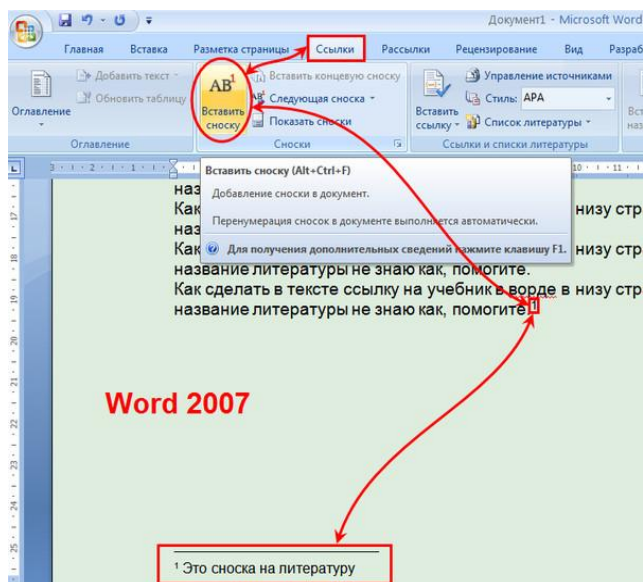 Документ1 - Microsoft Word
Главная Вставка Разметка страницы Ссылки Рассылки Рецензирование Вид
Оглавление
Добавить текст
Обновить таблицу
Оглавление
AB¹
Вставить сноску
Вставить концевую сноску
Следующая сноска
Показать сноски
Сноски
Вставить ссылку
Управление источниками
Стиль: APA
Список литературы
Ссылки и списки литературы
Вставить сноску (Alt+Ctrl+F)
Добавление сноски в документ.
Перенумерация сносок в документе выполняется автоматически.
Для получения дополнительных сведений нажмите клавишу F1.
наз
Как низу стр
наз
Как низу стр
название литературы не знаю как, помогите.
Как сделать в тексте ссылку на учебник в ворде в низу стр
название литературы не знаю как, помогите.¹
Word 2007
¹ Это сноска на литературу